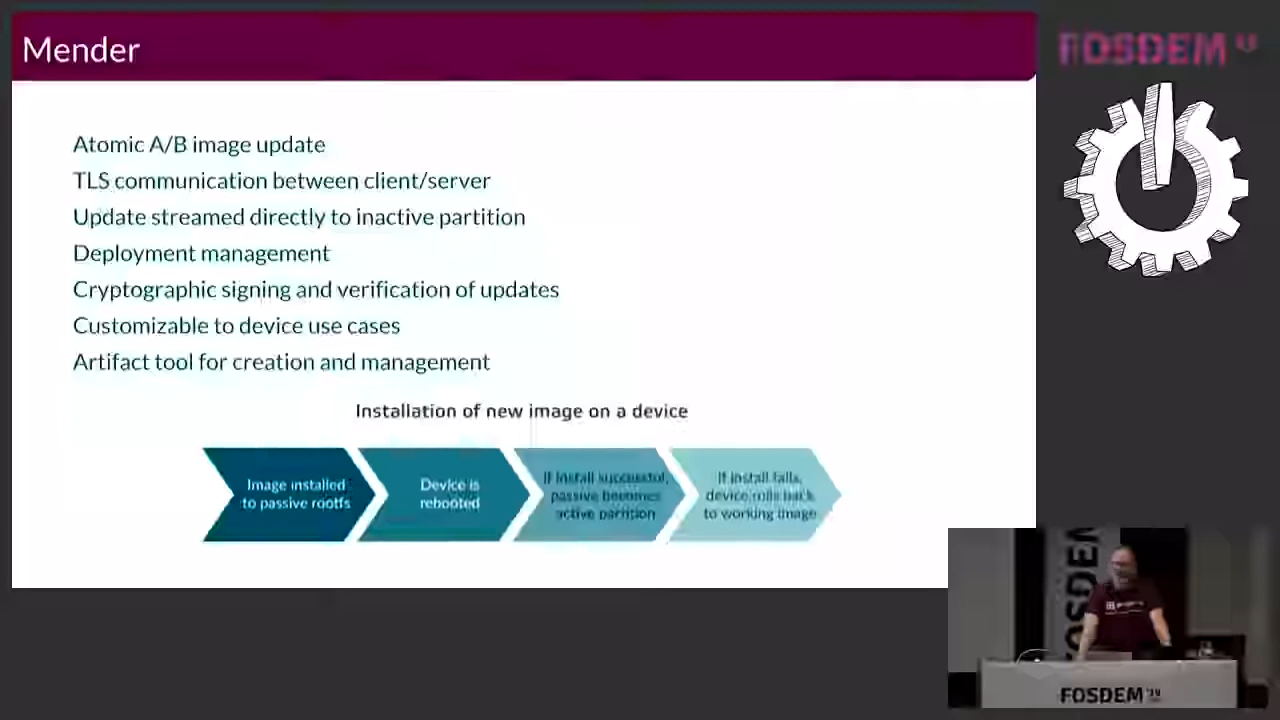 Mender
FOSDEM
Atomic A/B image update
TLS communication between client/server
Update streamed directly to inactive partition
Deployment management
Cryptographic signing and verification of updates
Customizable to device use cases
Artifact tool for creation and management
Installation of new image on a device
Image installed
to passive rootfs
Device is
rebooted
If install successful,
passive becomes
active partition
If install fails,
device rolls back
to working image
FOSDEM
FOSDEM '19